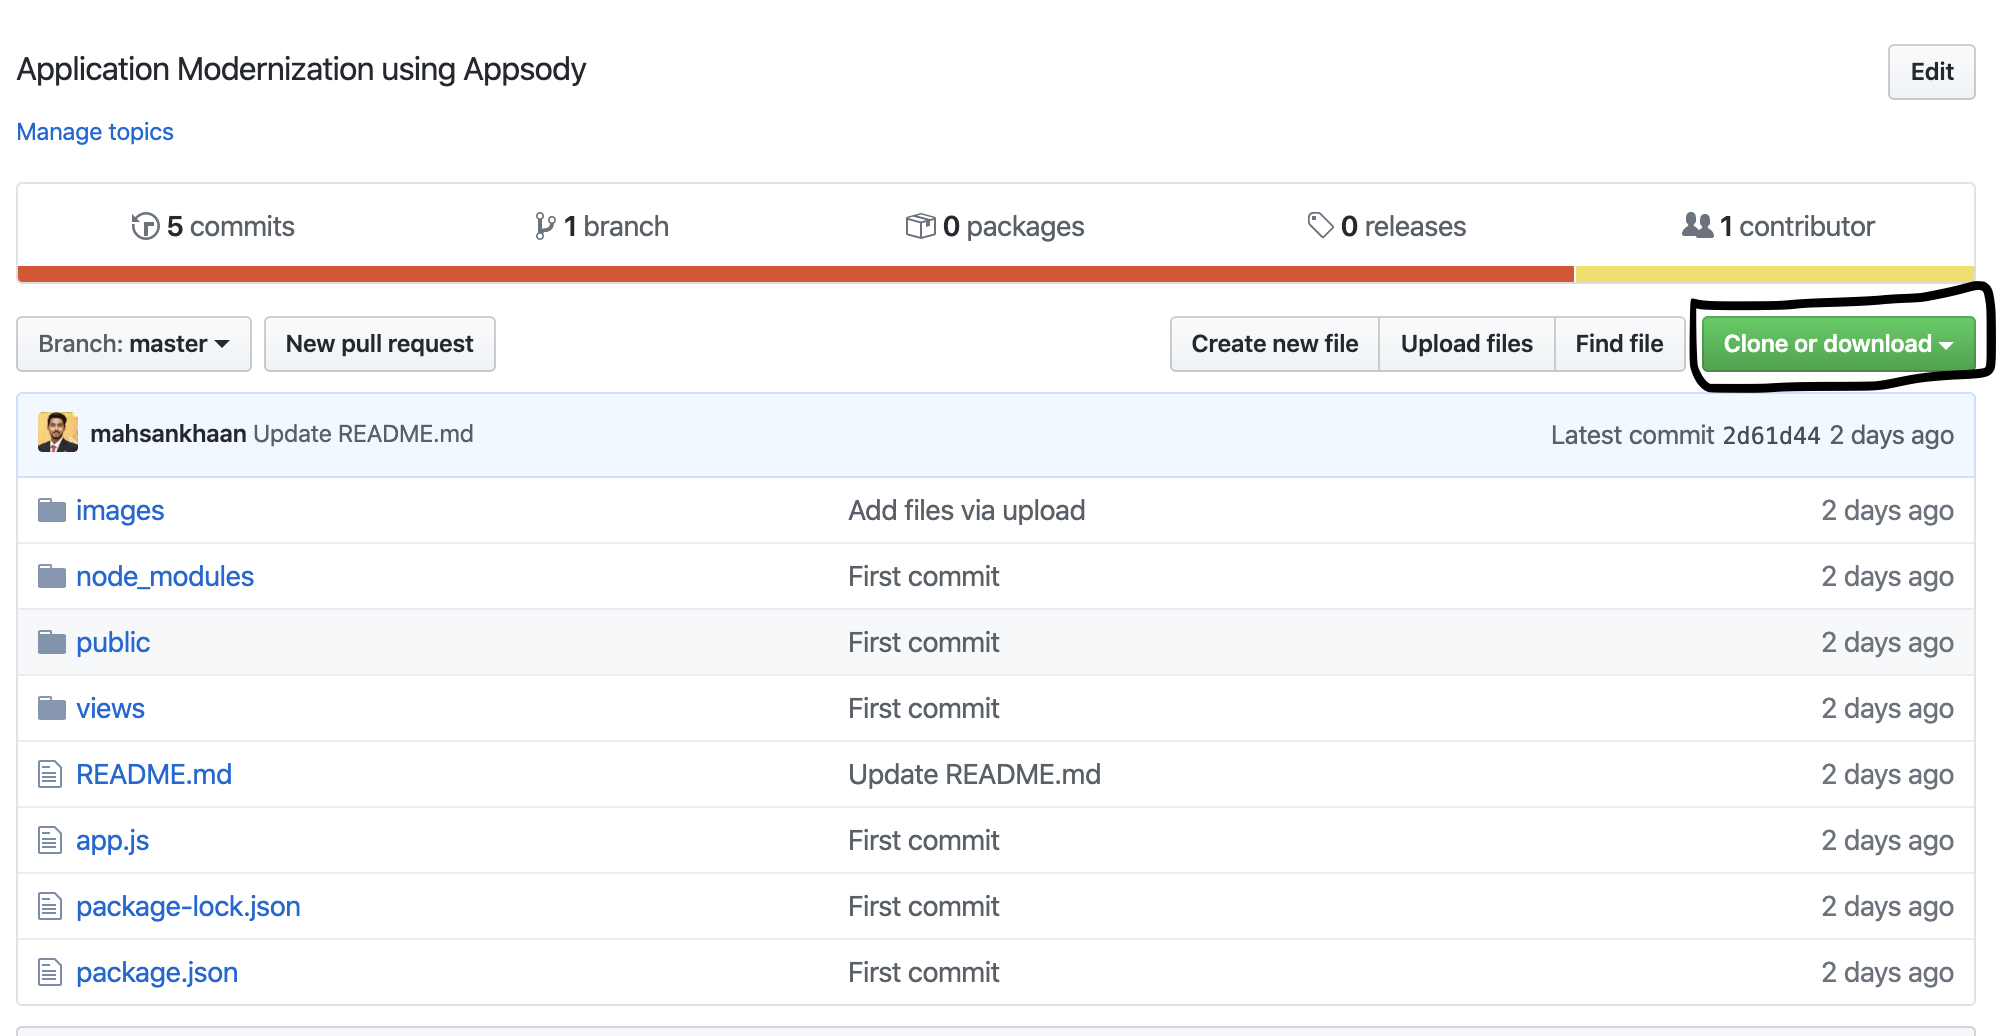 Application Modernization using Appsody
Edit
Manage topics
5 commits 1 branch 0 packages 0 releases 1 contributor
Branch: master New pull request Create new file Upload files Find file Clone or download
mahsankhaan Update README.md Latest commit 2d61d44 2 days ago
images Add files via upload 2 days ago
node_modules First commit 2 days ago
public First commit 2 days ago
views First commit 2 days ago
README.md Update README.md 2 days ago
app.js First commit 2 days ago
package-lock.json First commit 2 days ago
package.json First commit 2 days ago